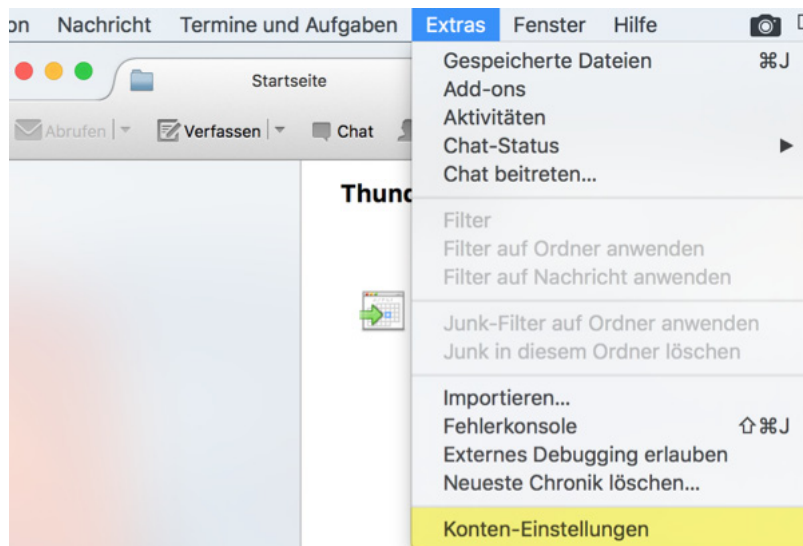 on Nachricht Termine und Aufgaben Extras Fenster Hilfe
Startseite
Abrufen Verfassen Chat
Thund
Gespeicherte Dateien ⌘J
Add-ons
Aktivitäten
Chat-Status ▶
Chat beitreten...
Filter
Filter auf Ordner anwenden
Filter auf Nachricht anwenden
Junk-Filter auf Ordner anwenden
Junk in diesem Ordner löschen
Importieren...
Fehlerkonsole ⇧⌘J
Externes Debugging erlauben
Neueste Chronik löschen...
Konten-Einstellungen